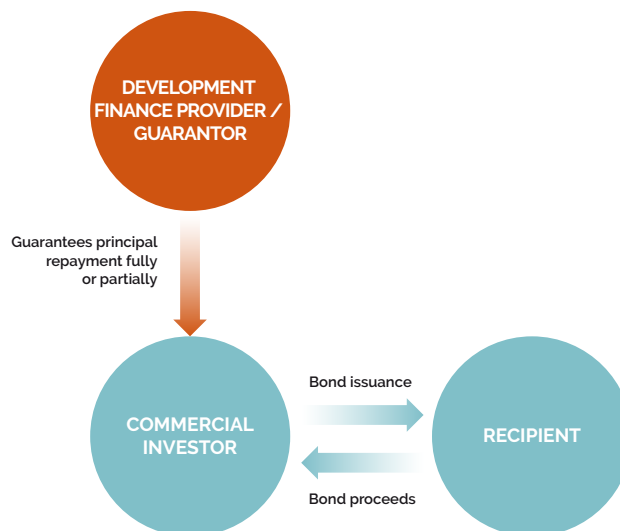 DEVELOPMENT
FINANCE PROVIDER /
GUARANTOR
Guarantees principal
repayment fully
or partially
COMMERCIAL
INVESTOR
Bond issuance
RECIPIENT
Bond proceeds